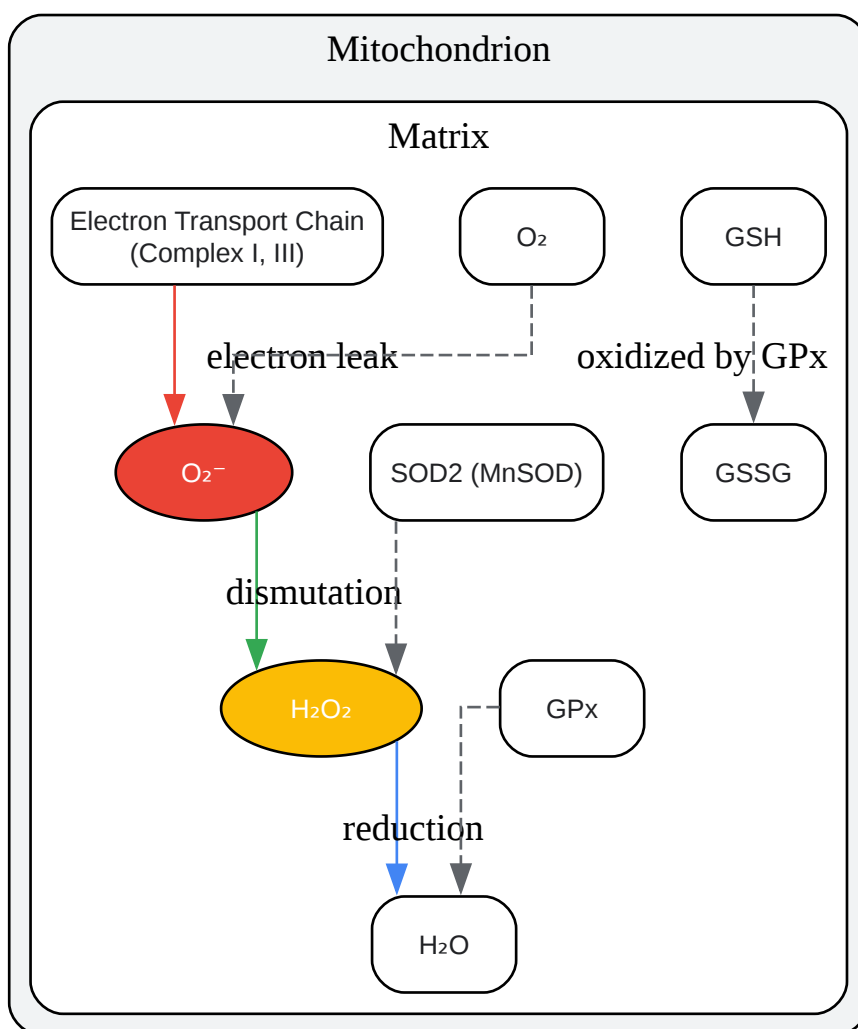 Mitochondrion
Matrix
Electron Transport Chain
(Complex I, III)
O₂
GSH
electron leak
oxidized by GPx
O₂⁻
SOD2 (MnSOD)
GSSG
dismutation
H₂O₂
GPx
reduction
H₂O